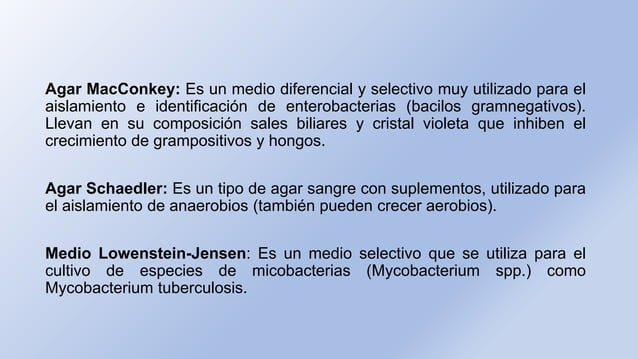 Agar MacConkey: Es un medio diferencial y selectivo muy utilizado para el
aislamiento e identificación de enterobacterias (bacilos gramnegativos).
Llevan en su composición sales biliares y cristal violeta que inhiben el
crecimiento de grampositivos y hongos.
Agar Schaedler: Es un tipo de agar sangre con suplementos, utilizado para
el aislamiento de anaerobios (también pueden crecer aerobios).
Medio Lowenstein-Jensen: Es un medio selectivo que se utiliza para el
cultivo de especies de micobacterias (Mycobacterium spp.) como
Mycobacterium tuberculosis.